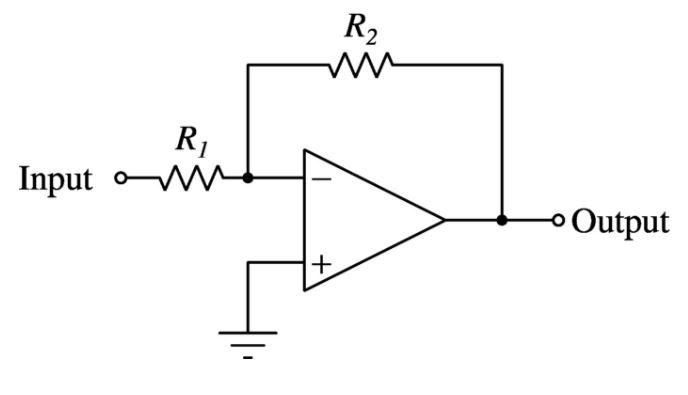 R2
R1
Input
−
+
Output